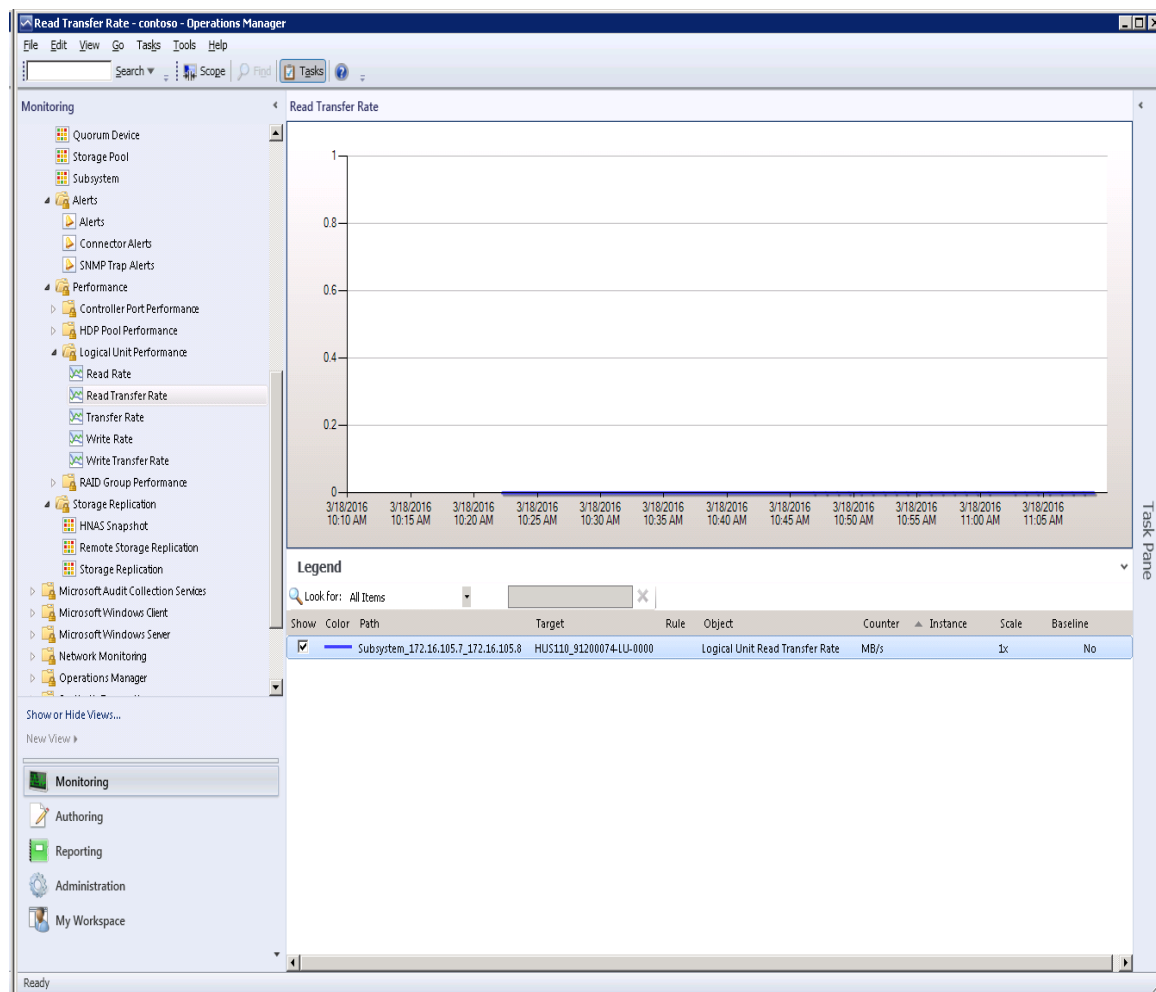 Read Transfer Rate - contoso - Operations Manager
File Edit View Go Tasks Tools Help
Search Scope Find Tasks
Monitoring
Quorum Device
Storage Pool
Subsystem
Alerts
Alerts
Connector Alerts
SNMP Trap Alerts
Performance
Controller Port Performance
HDP Pool Performance
Logical Unit Performance
Read Rate
Read Transfer Rate
Transfer Rate
Write Rate
Write Transfer Rate
RAID Group Performance
Storage Replication
HNAS Snapshot
Remote Storage Replication
Storage Replication
Microsoft Audit Collection Services
Microsoft Windows Client
Microsoft Windows Server
Network Monitoring
Operations Manager
Show or Hide Views...
New View
Monitoring
Authoring
Reporting
Administration
My Workspace
Read Transfer Rate
1
0.8
0.6
0.4
0.2
0
3/18/2016 3/18/2016 3/18/2016 3/18/2016 3/18/2016 3/18/2016 3/18/2016 3/18/2016 3/18/2016 3/18/2016 3/18/2016 3/18/2016
10:10 AM 10:15 AM 10:20 AM 10:25 AM 10:30 AM 10:35 AM 10:40 AM 10:45 AM 10:50 AM 10:55 AM 11:00 AM 11:05 AM
Legend
Look for: All Items
Show Color Path Target Rule Object Counter Instance Scale Baseline
Subsystem_172.16.105.7_172.16.105.8 HUS110_91200074-LU-0000 Logical Unit Read Transfer Rate MB/s 1x No
Task Pane
Ready